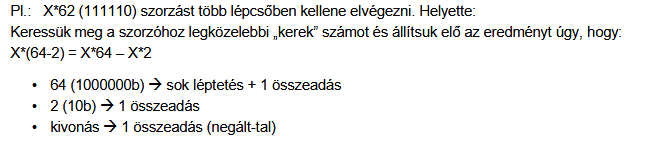 Pl.: X*62 (111110) szorzást több lépcsőben kellene elvégezni. Helyette:
Keressük meg a szorzóhoz legközelebbi „kerek” számot és állítsuk elő az eredményt úgy, hogy:
X*(64-2) = X*64 – X*2
• 64 (1000000b) → sok léptetés + 1 összeadás
• 2 (10b) → 1 összeadás
• kivonás → 1 összeadás (negált-tal)